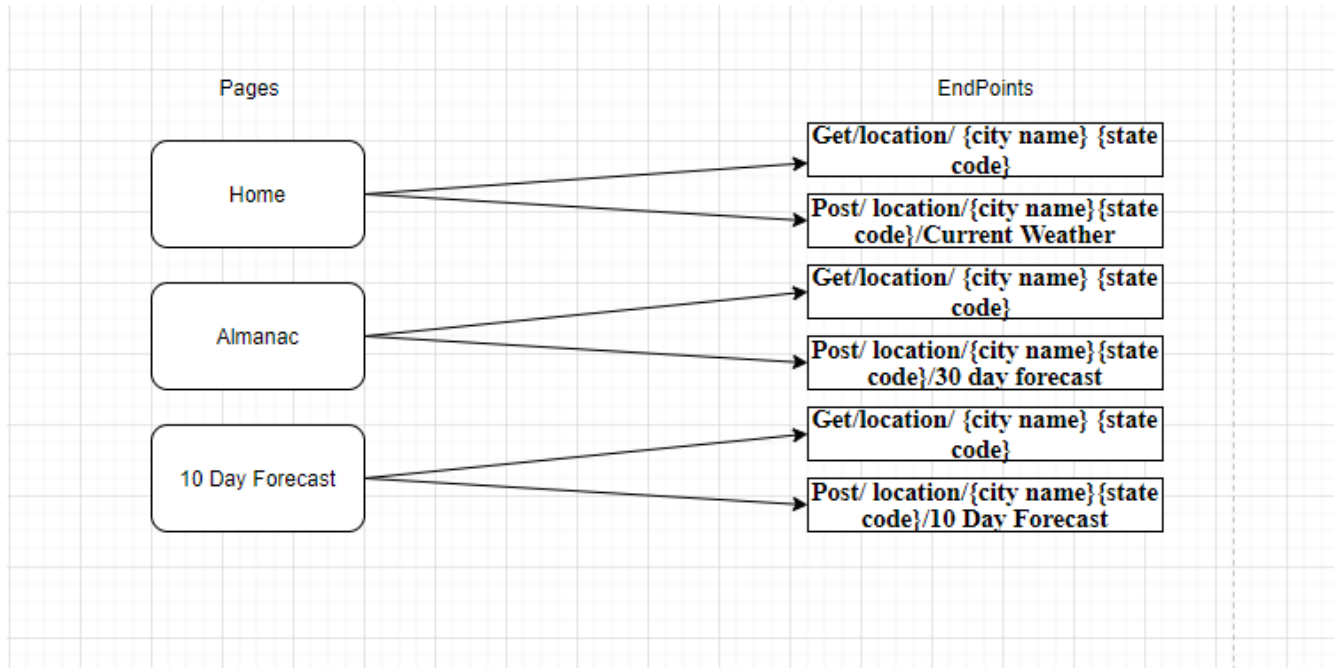 Pages
EndPoints
Home
Get/location/ {city name} {state
code}
Post/ location/{city name}{state
code}/Current Weather
Almanac
Get/location/ {city name} {state
code}
Post/ location/{city name}{state
code}/30 day forecast
10 Day Forecast
Get/location/ {city name} {state
code}
Post/ location/{city name}{state
code}/10 Day Forecast